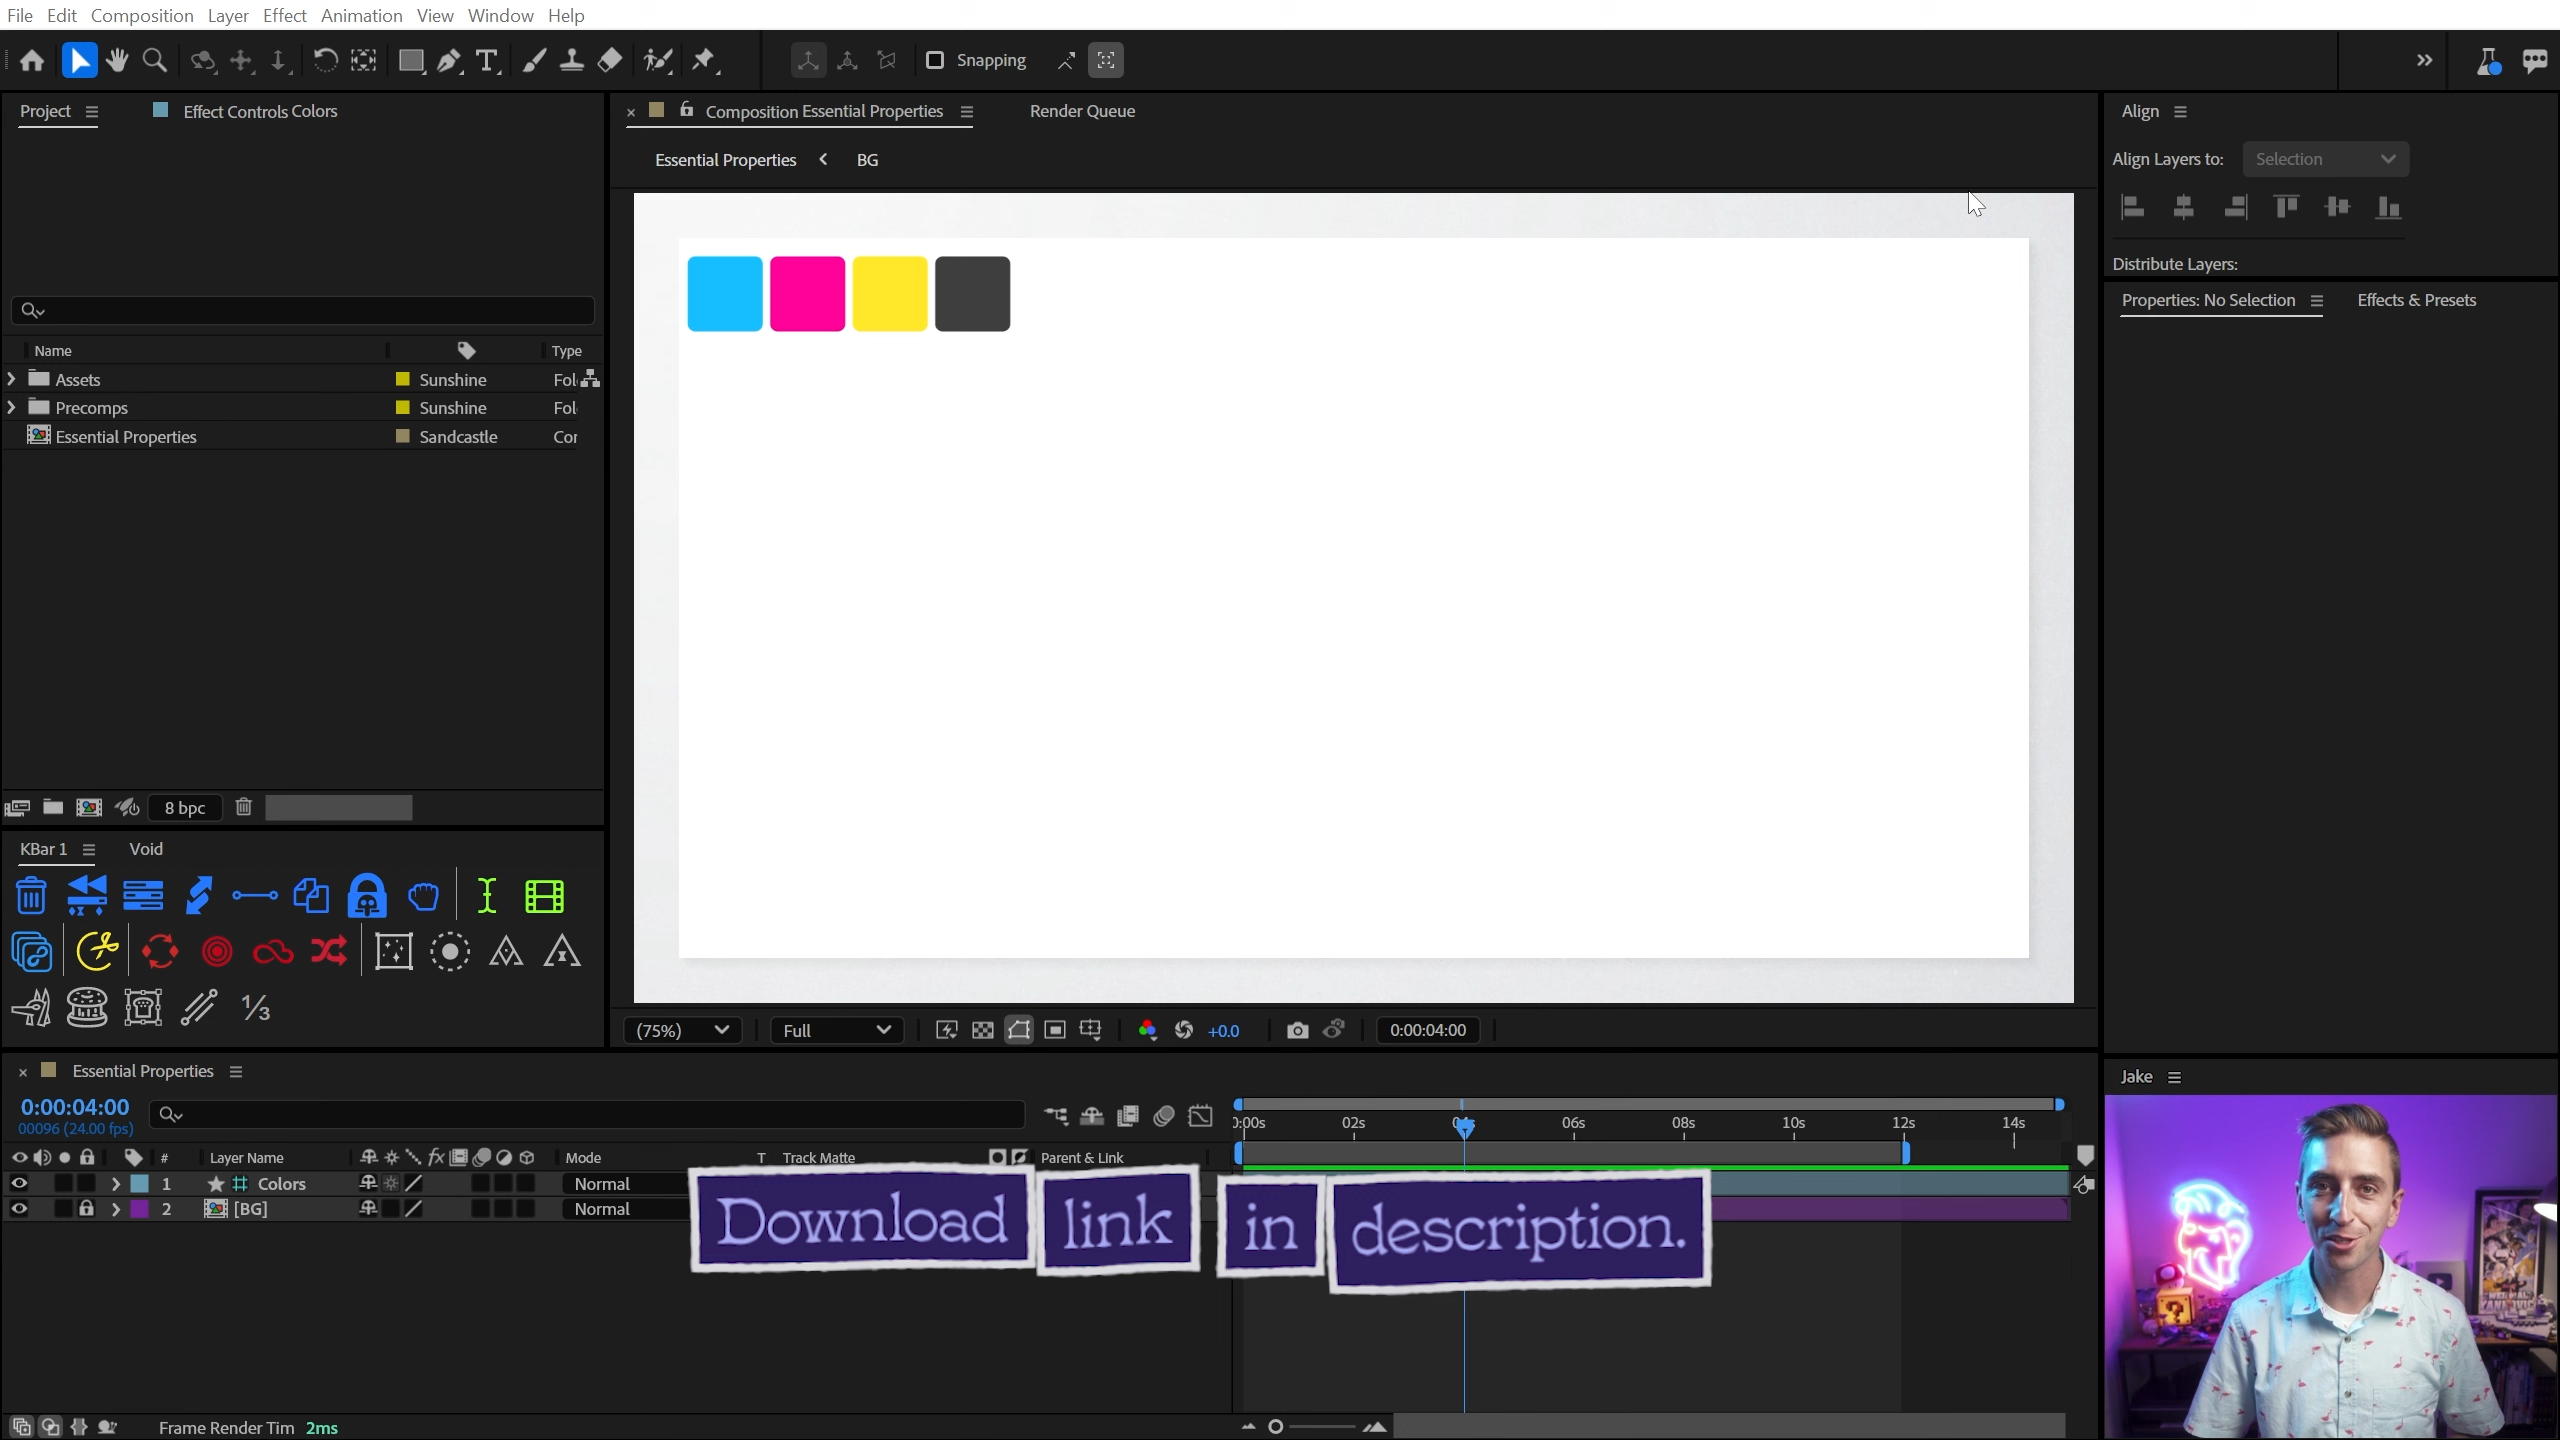 File Edit Composition Layer Effect Animation View Window Help
Snapping
Project Effect Controls Colors
Composition Essential Properties Render Queue
Align
Essential Properties BG
Align Layers to: Selection
Distribute Layers:
Properties: No Selection Effects & Presets
Name Type
Assets Sunshine Fol
Precomps Sunshine Fol
Essential Properties Sandcastle Cor
8 bpc
KBar 1 Void
1/3
(75%) Full +0.0 0:00:04:00
Essential Properties
Jake
0:00:04:00
00096 (24.00 fps)
0:00s 02s 04s 06s 08s 10s 12s 14s
# Layer Name Mode T Track Matte Parent & Link
1 Colors Normal
2 [BG] Normal
Download link in description.
Frame Render Tim 2ms